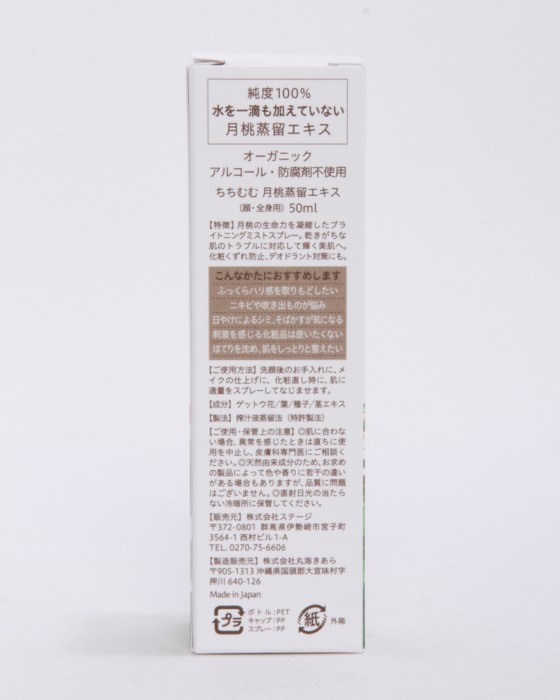 純度100%
水を一滴も加えていない
月桃蒸留エキス
オーガニック
アルコール・防腐剤不使用
ちちむむ 月桃蒸留エキス
(顔・全身用) 50ml
【特徴】月桃の生命力を凝縮したブラ
イトニングミストスプレー。乾きがちな
肌のトラブルに対応して輝く美肌へ。
化粧くずれ防止、デオドラント対策にも。
こんなかたにおすすめします
ふっくらハリ感を取りもどしたい
ニキビや吹き出ものが悩み
日やけによるシミ、そばかすが気になる
刺激を感じる化粧品は使いたくない
ほてりを沈め、肌をしっとりと整えたい
【ご使用方法】洗顔後のお手入れに、メ
イクの仕上げに、化粧直し時に、肌に
適量をスプレーしてなじませます。
【成分】ゲットウ花/葉/種子/茎エキス
【製法】搾汁液蒸留法(特許製法)
【ご使用・保管上の注意】◎肌に合わな
い場合、異常を感じたときは直ちに使
用を中止し、皮膚科専門医にご相談く
ださい。◎天然由来成分のため、お求め
の製品によって色や香りに若干の違い
がある場合もありますが、品質に問題
はございません。◎直射日光の当たら
ない冷暗所に保管してください。
【販売元】株式会社ステージ
〒372-0801 群馬県伊勢崎市宮子町
3564-1 西村ビル1-A
TEL. 0270-75-6606
【製造販売元】株式会社丸海きあら
〒905-1313 沖縄県国頭郡大宜味村字
押川 640-126
Made in Japan
プラ
ボトル:PET
キャップ:PP
スプレー:PP
紙
外箱